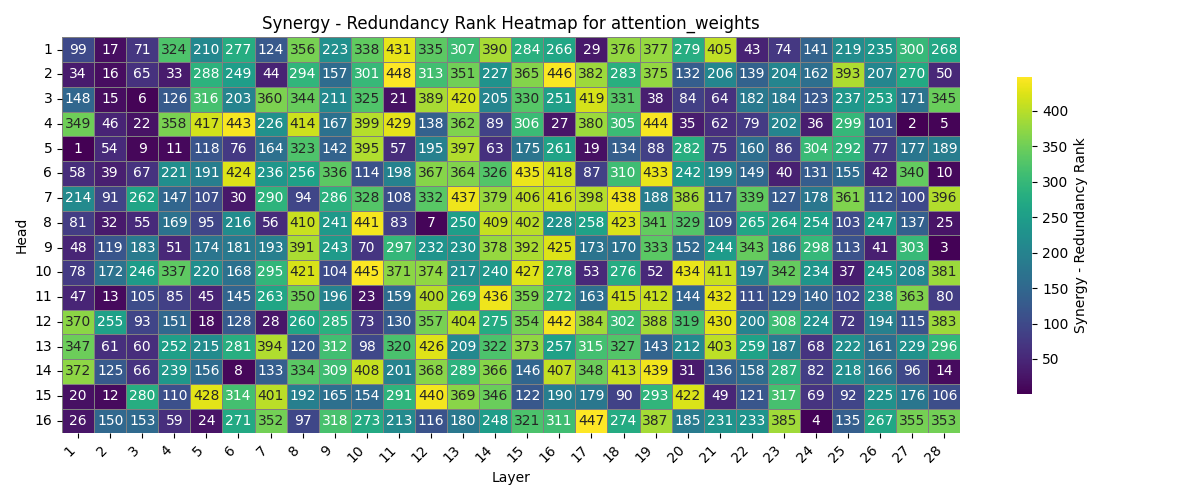 Synergy - Redundancy Rank Heatmap for attention_weights
1 99 17 71 324 210 277 124 356 223 338 431 335 307 390 284 266 29 376 377 279 405 43 74 141 219 235 300 268
2 34 16 65 33 288 249 44 294 157 301 448 313 351 227 365 446 382 283 375 132 206 139 204 162 393 207 270 50
3 148 15 6 126 316 203 360 344 211 325 21 389 420 205 330 251 419 331 38 84 64 182 184 123 237 253 171 345
4 349 46 22 358 417 443 226 414 167 399 429 138 362 89 306 27 380 305 444 35 62 79 202 36 299 101 2 5
5 1 54 9 11 118 76 164 323 142 395 57 195 397 63 175 261 19 134 88 282 75 160 86 304 292 77 177 189
6 58 39 67 221 191 424 236 256 336 114 198 367 364 326 435 418 87 310 433 242 199 149 40 131 155 42 340 10
7 214 91 262 147 107 30 290 94 286 328 108 332 437 379 406 416 398 438 188 386 117 339 127 178 361 112 100 396
8 81 32 55 169 95 216 56 410 241 441 83 7 250 409 402 228 258 423 341 329 109 265 264 254 103 247 137 25
9 48 119 183 51 174 181 193 391 243 70 297 232 230 378 392 425 173 170 333 152 244 343 186 298 113 41 303 3
10 78 172 246 337 220 168 295 421 104 445 371 374 217 240 427 278 53 276 52 434 411 197 342 234 37 245 208 381
11 47 13 105 85 45 145 263 350 196 23 159 400 269 436 359 272 163 415 412 144 432 111 129 140 102 238 363 80
12 370 255 93 151 18 128 28 260 285 73 130 357 404 275 354 442 384 302 388 319 430 200 308 224 72 194 115 383
13 347 61 60 252 215 281 394 120 312 98 320 426 209 322 373 257 315 327 143 212 403 259 187 68 222 161 229 296
14 372 125 66 239 156 8 133 334 309 408 201 368 289 366 146 407 348 413 439 31 136 158 287 82 218 166 96 14
15 20 12 280 110 428 314 401 192 165 154 291 440 369 346 122 190 179 90 293 422 49 121 317 69 92 225 176 106
16 26 150 153 59 24 271 352 97 318 273 213 116 180 248 321 311 447 274 387 185 231 233 385 4 135 267 355 353
1 2 3 4 5 6 7 8 9 10 11 12 13 14 15 16 17 18 19 20 21 22 23 24 25 26 27 28
Layer
Head
400
350
300
250
200
150
100
50
Synergy - Redundancy Rank